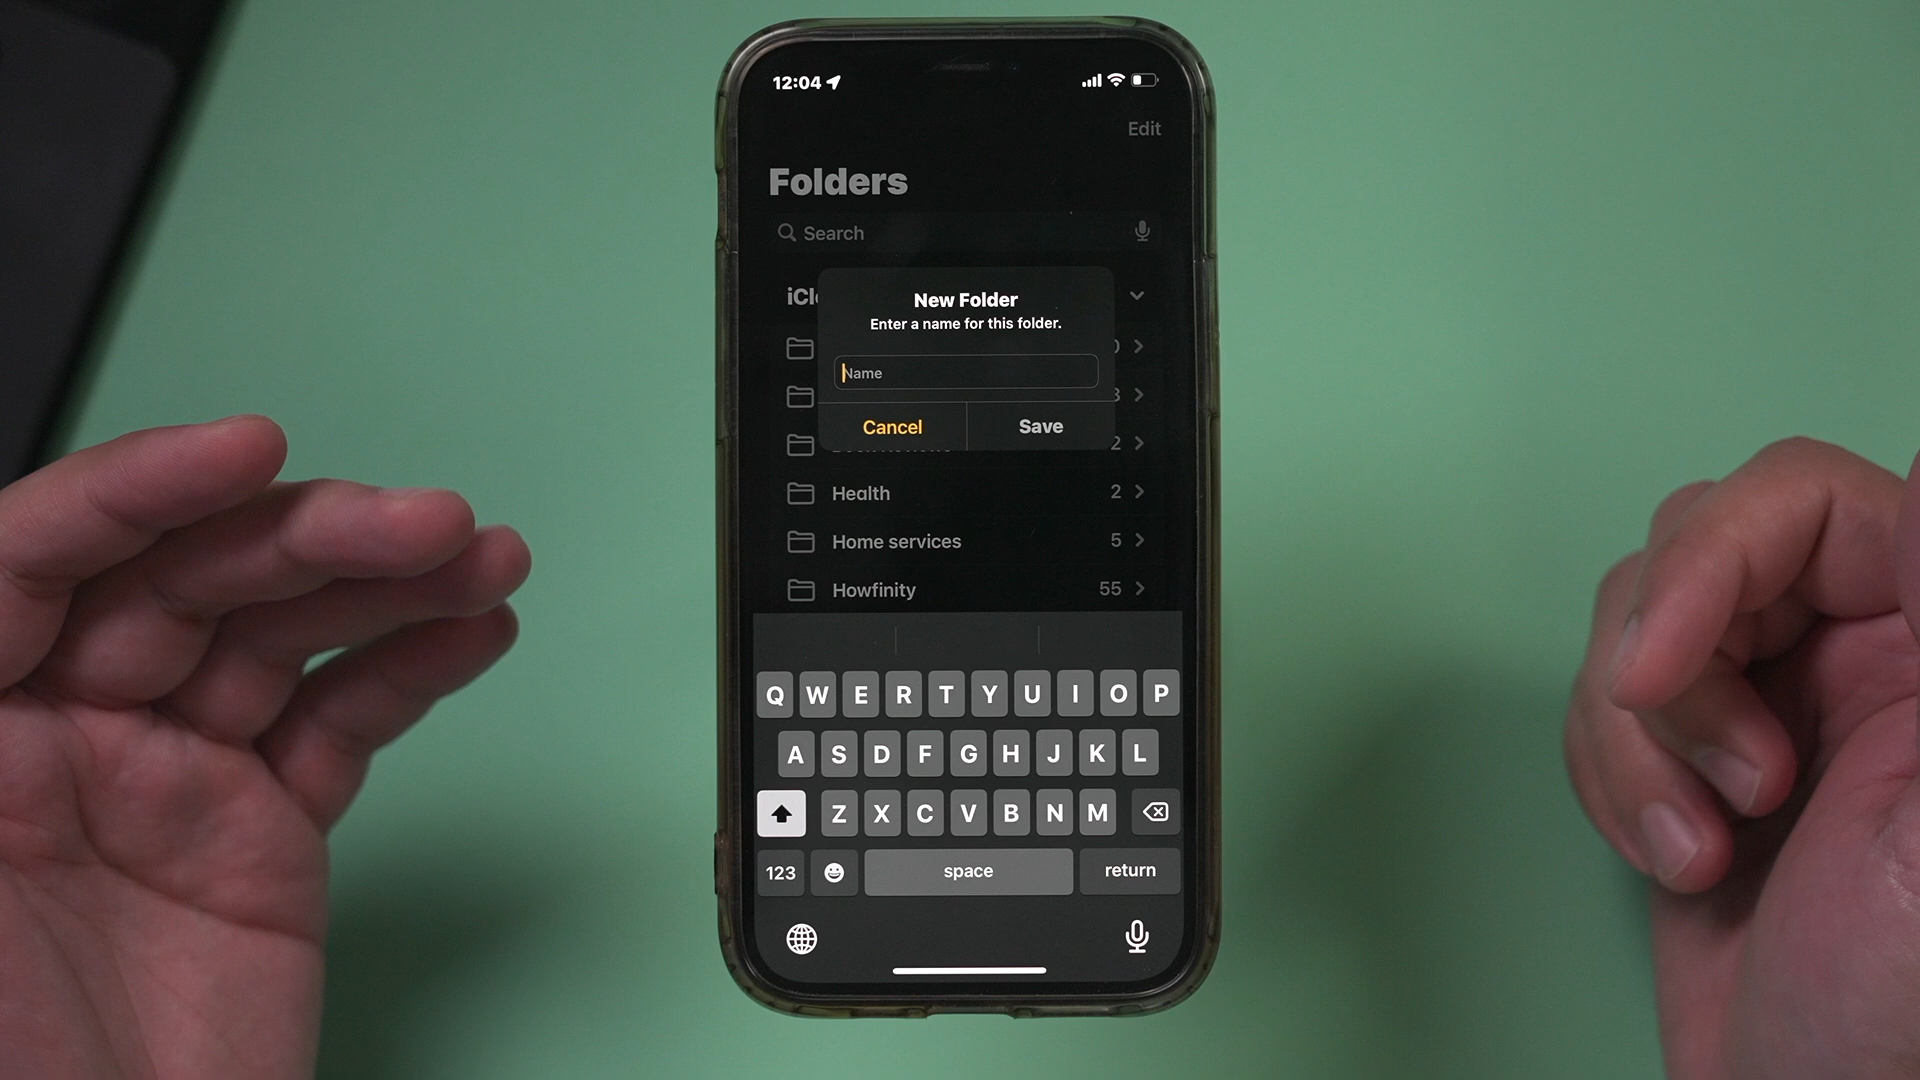 12:04
Edit
Folders
Search
New Folder
Enter a name for this folder.
Name
Cancel
Save
2
Health
2
Home services
5
Howfinity
55
Q W E R T Y U I O P
A S D F G H J K L
Z X C V B N M
123
space
return